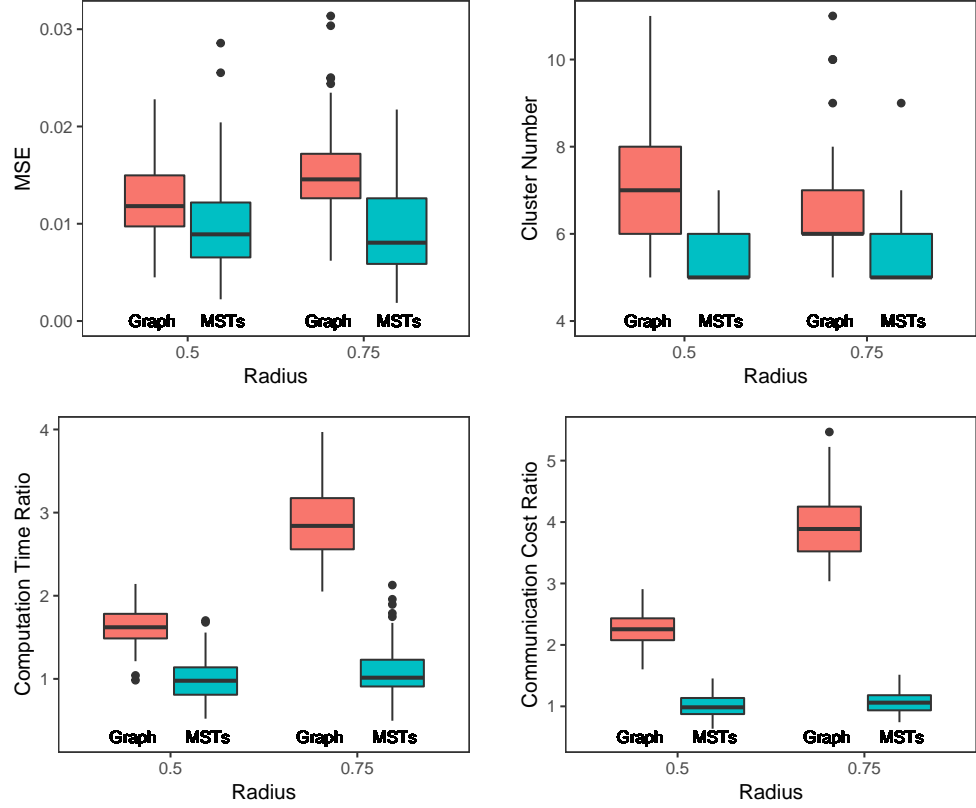 MSE
0.03
0.02
0.01
0.00
Graph MSTs Graph MSTs
0.5 0.75
Radius
Cluster Number
10
8
6
4
Graph MSTs Graph MSTs
0.5 0.75
Radius
Computation Time Ratio
4
3
2
1
Graph MSTs Graph MSTs
0.5 0.75
Radius
Communication Cost Ratio
5
4
3
2
1
Graph MSTs Graph MSTs
0.5 0.75
Radius